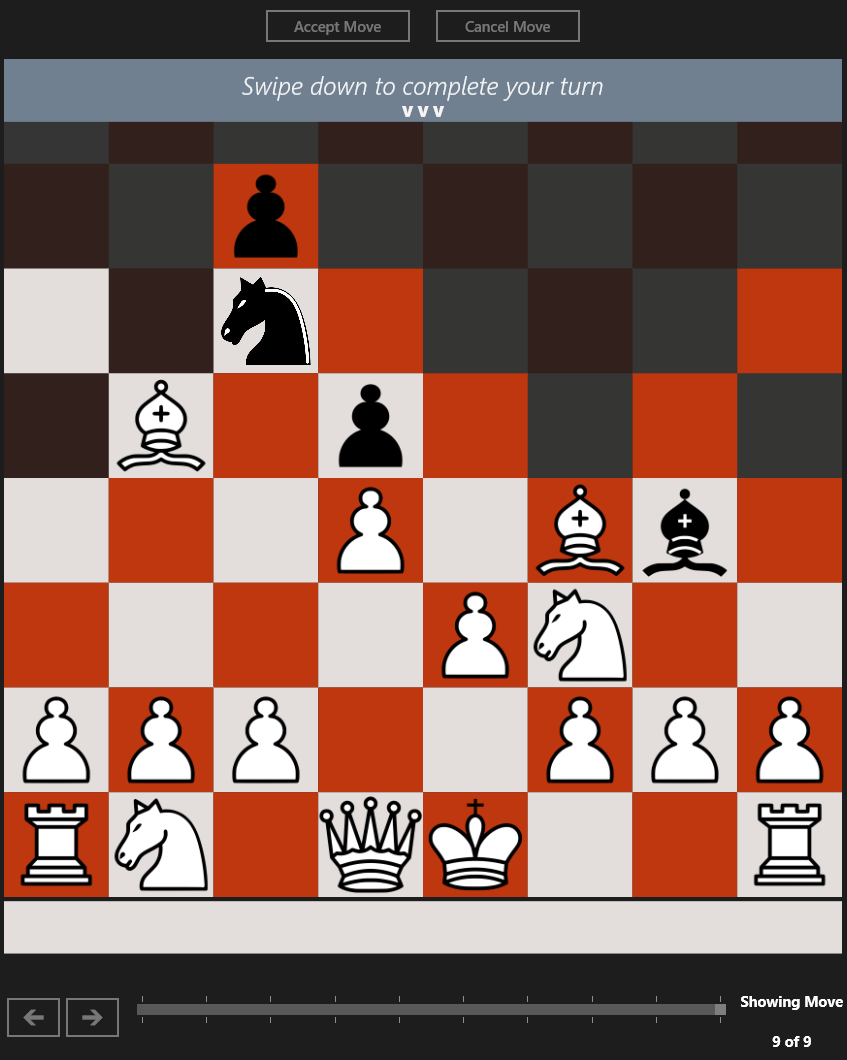 Accept Move
Cancel Move
Swipe down to complete your turn
v v v
Showing Move
9 of 9